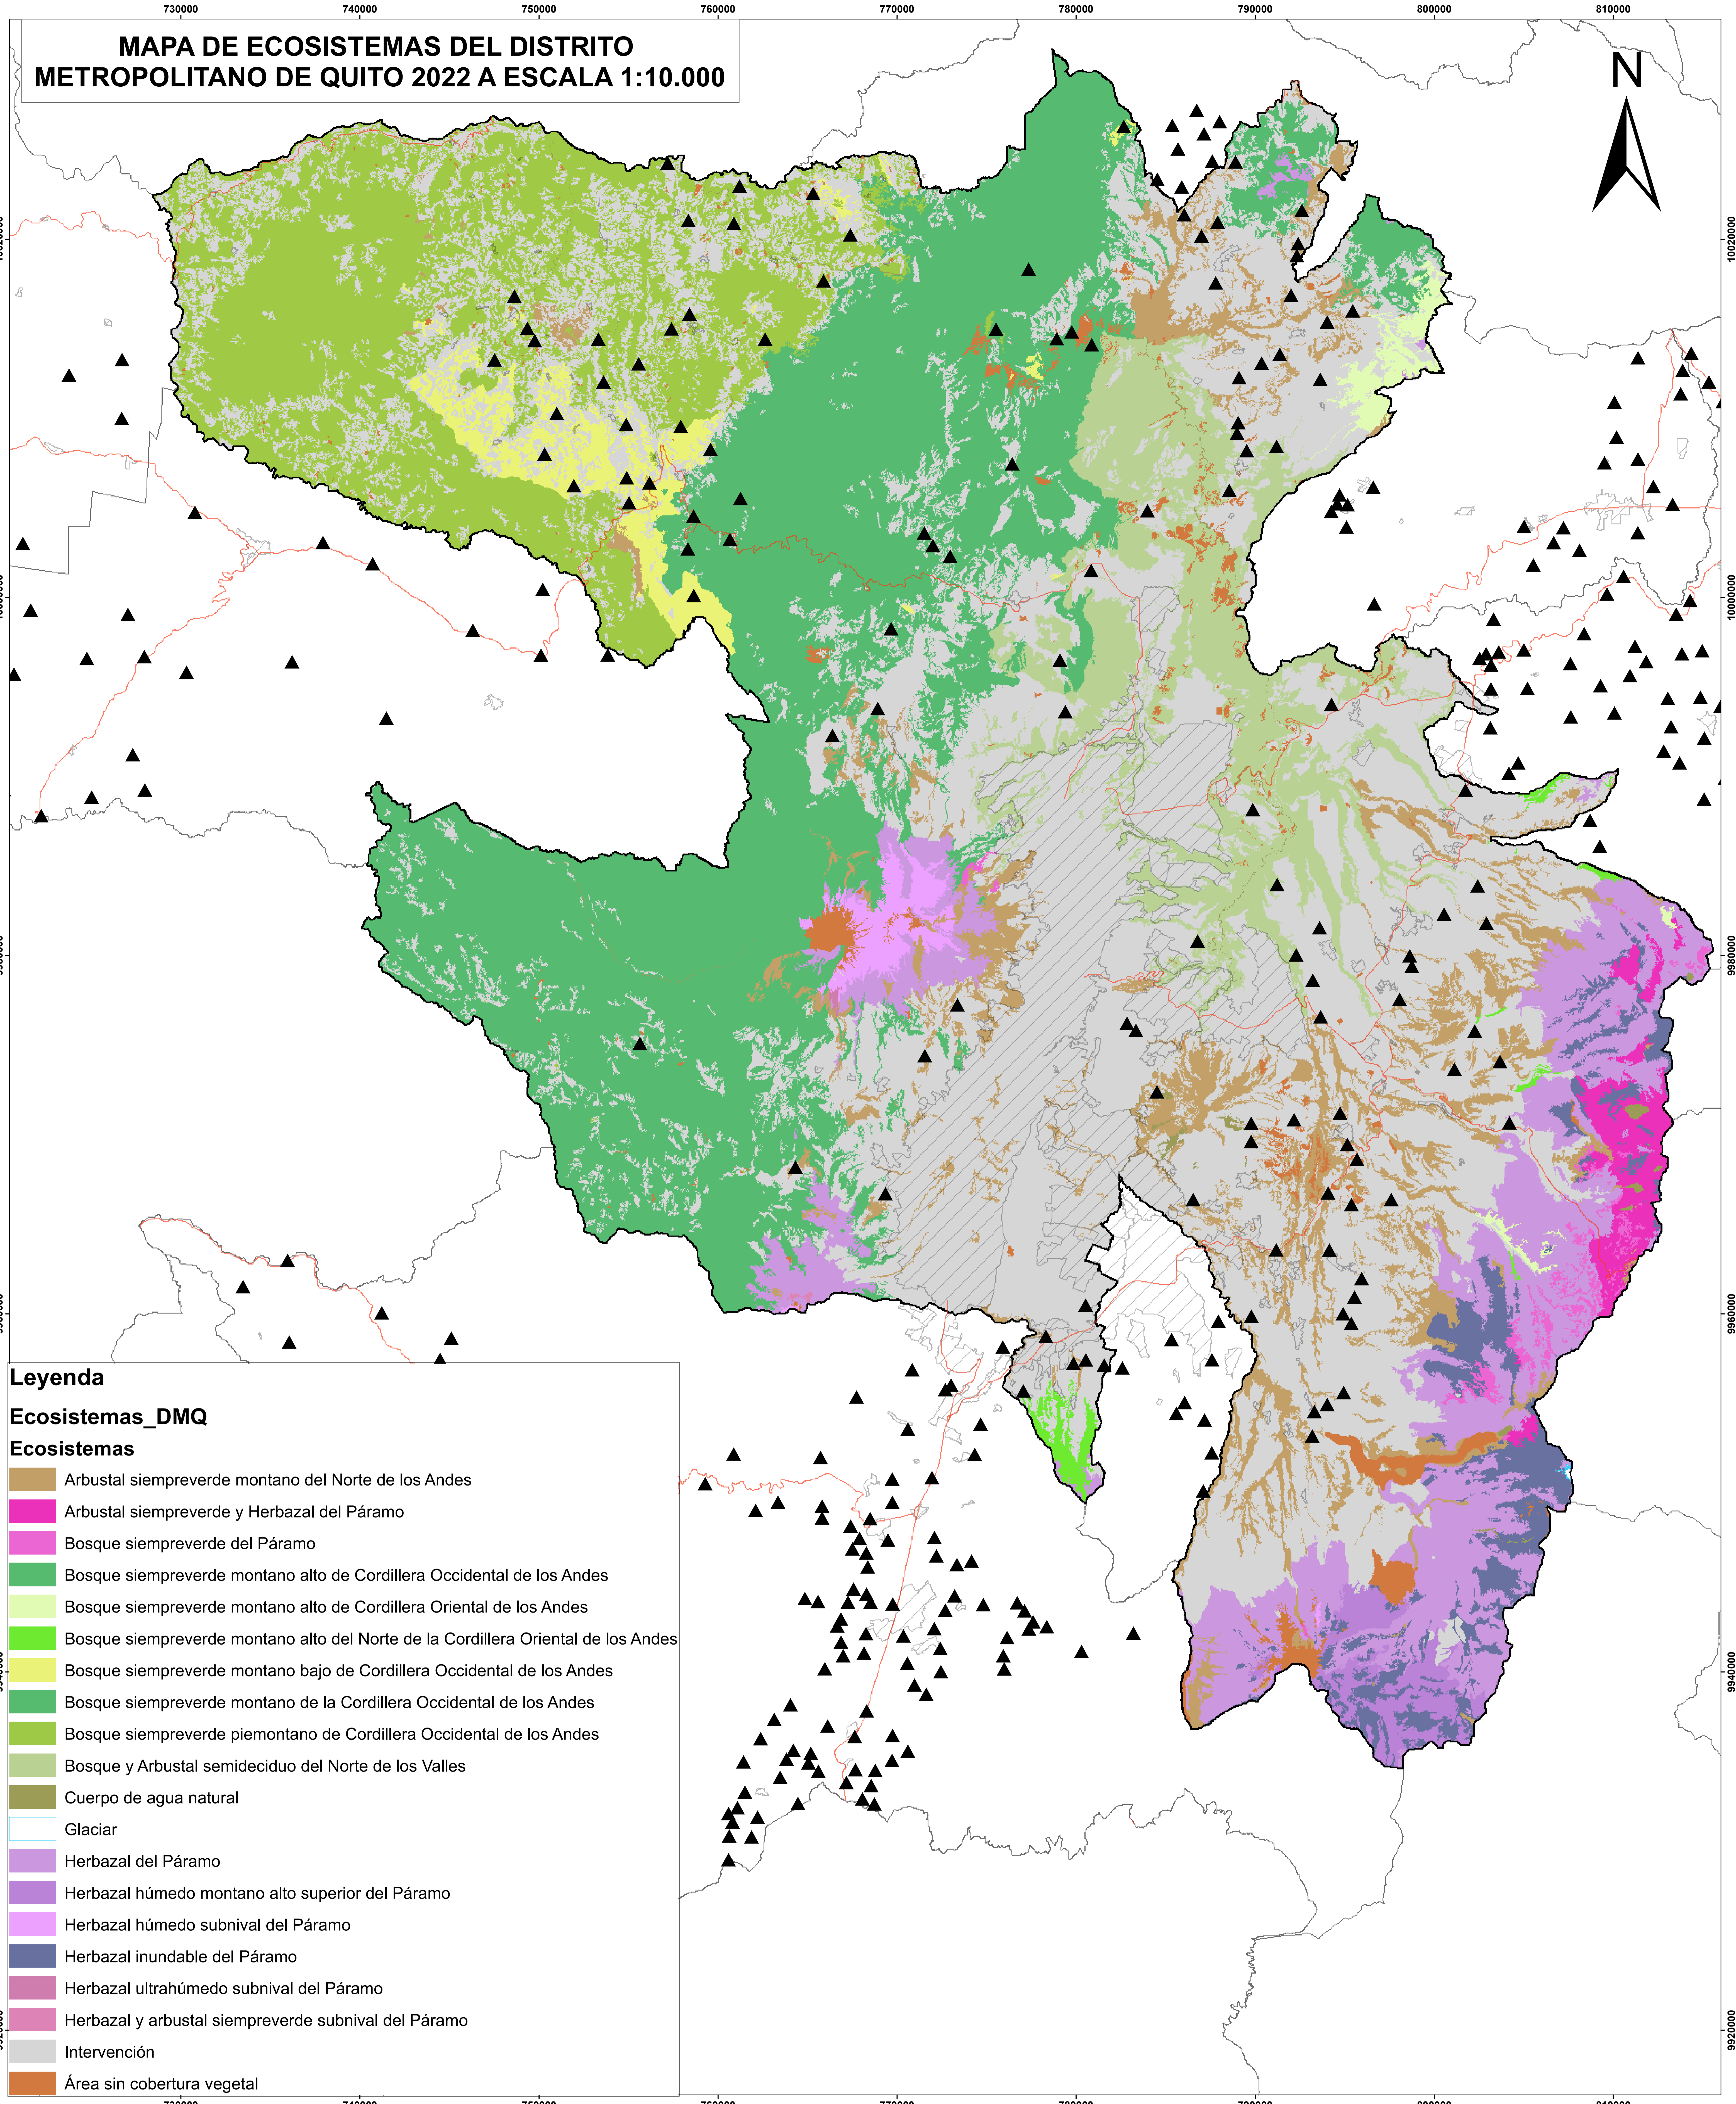 730000 740000 750000 760000 770000 780000 790000 800000 810000
MAPA DE ECOSISTEMAS DEL DISTRITO
METROPOLITANO DE QUITO 2022 A ESCALA 1:10.000
N
10020000
10000000
9980000
9960000
9940000
9920000
Leyenda
Ecosistemas_DMQ
Ecosistemas
Arbustal siempreverde montano del Norte de los Andes
Arbustal siempreverde y Herbazal del Páramo
Bosque siempreverde del Páramo
Bosque siempreverde montano alto de Cordillera Occidental de los Andes
Bosque siempreverde montano alto de Cordillera Oriental de los Andes
Bosque siempreverde montano alto del Norte de la Cordillera Oriental de los Andes
Bosque siempreverde montano bajo de Cordillera Occidental de los Andes
Bosque siempreverde montano de la Cordillera Occidental de los Andes
Bosque siempreverde piemontano de Cordillera Occidental de los Andes
Bosque y Arbustal semideciduo del Norte de los Valles
Cuerpo de agua natural
Glaciar
Herbazal del Páramo
Herbazal húmedo montano alto superior del Páramo
Herbazal húmedo subnival del Páramo
Herbazal inundable del Páramo
Herbazal ultrahúmedo subnival del Páramo
Herbazal y arbustal siempreverde subnival del Páramo
Intervención
Área sin cobertura vegetal